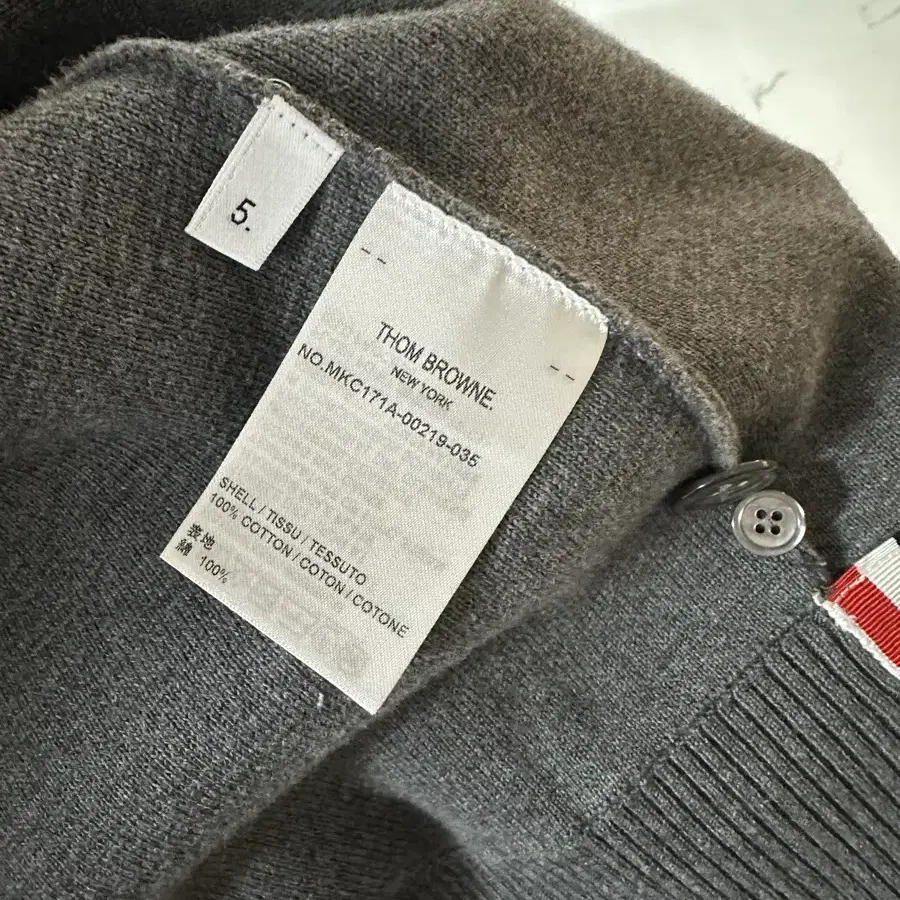 5.
THOM BROWNE.
NEW YORK
NO.MKC171A-00219-035
SHELL / TISSU / TESSUTO
100% COTTON / COTON / COTONE
表地
綿 100%